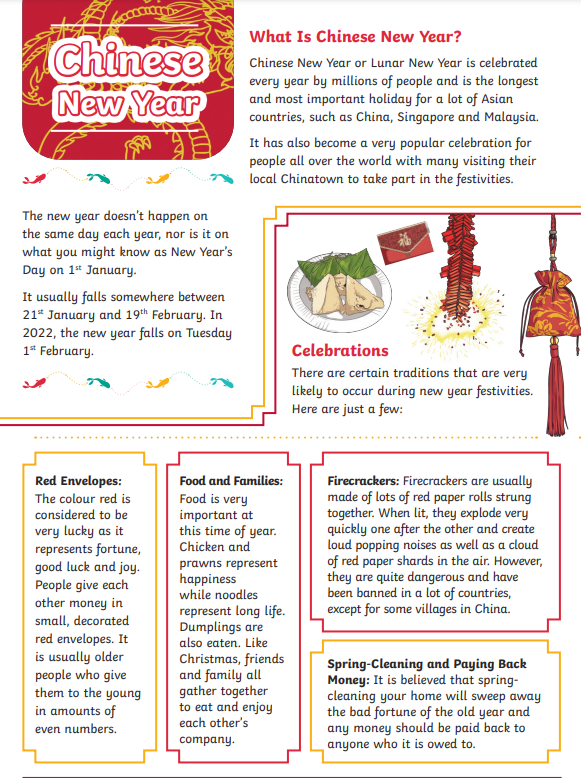 Chinese
New Year
What Is Chinese New Year?
Chinese New Year or Lunar New Year is celebrated
every year by millions of people and is the longest
and most important holiday for a lot of Asian
countries, such as China, Singapore and Malaysia.
It has also become a very popular celebration for
people all over the world with many visiting their
local Chinatown to take part in the festivities.
The new year doesn't happen on
the same day each year, nor is it on
what you might know as New Year's
Day on 1st January.
It usually falls somewhere between
21st January and 19th February. In
2022, the new year falls on Tuesday
1st February.
Celebrations
There are certain traditions that are very
likely to occur during new year festivities.
Here are just a few:
Red Envelopes:
The colour red is
considered to be
very lucky as it
represents fortune,
good luck and joy.
People give each
other money in
small, decorated
red envelopes. It
is usually older
people who give
them to the young
in amounts of
even numbers.
Food and Families:
Food is very
important at
this time of year.
Chicken and
prawns represent
happiness
while noodles
represent long life.
Dumplings are
also eaten. Like
Christmas, friends
and family all
gather together
to eat and enjoy
each other's
company.
Firecrackers: Firecrackers are usually
made of lots of red paper rolls strung
together. When lit, they explode very
quickly one after the other and create
loud popping noises as well as a cloud
of red paper shards in the air. However,
they are quite dangerous and have
been banned in a lot of countries,
except for some villages in China.
Spring-Cleaning and Paying Back
Money: It is believed that spring-
cleaning your home will sweep away
the bad fortune of the old year and
any money should be paid back to
anyone who it is owed to.